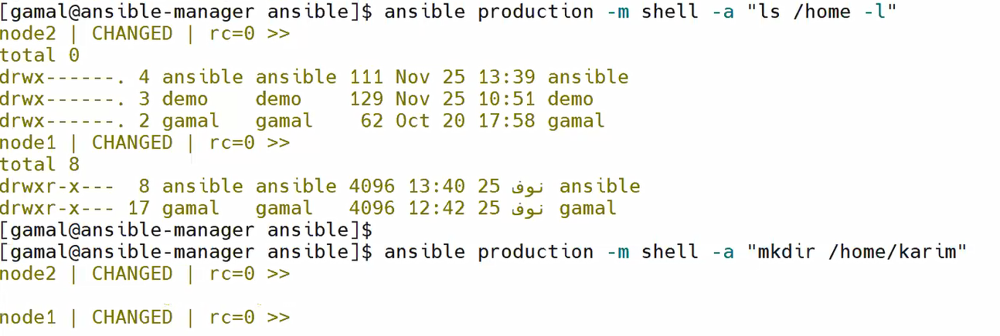 [gamal@ansible-manager ansible]$ ansible production -m shell -a "ls /home -l"
node2 | CHANGED | rc=0 >>
total 0
drwx------. 4 ansible ansible 111 Nov 25 13:39 ansible
drwx------. 3 demo    demo    129 Nov 25 10:51 demo
drwx------. 2 gamal   gamal    62 Oct 20 17:58 gamal
node1 | CHANGED | rc=0 >>
total 8
drwxr-x---  8 ansible ansible 4096 13:40 25 نوف ansible
drwxr-x--- 17 gamal   gamal   4096 12:42 25 نوف gamal
[gamal@ansible-manager ansible]$
[gamal@ansible-manager ansible]$ ansible production -m shell -a "mkdir /home/karim"
node2 | CHANGED | rc=0 >>
node1 | CHANGED | rc=0 >>